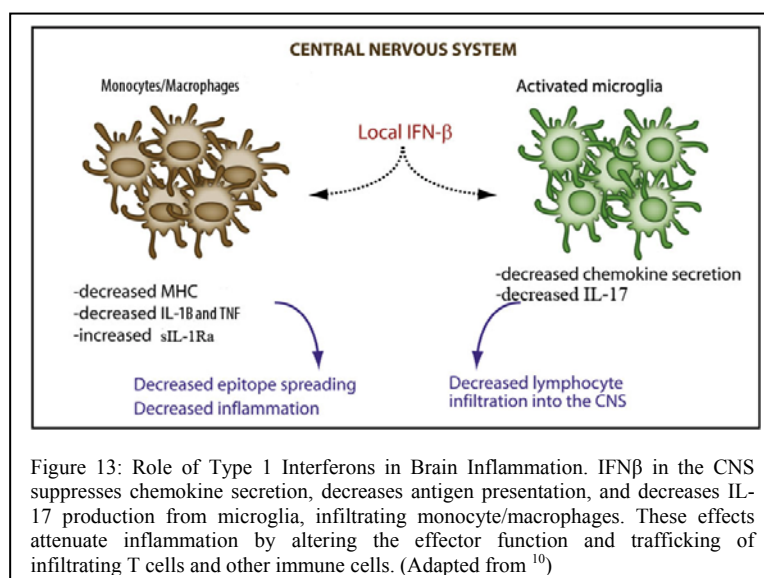 CENTRAL NERVOUS SYSTEM
Monocytes/Macrophages
Activated microglia
Local IFN-β
-decreased MHC
-decreased IL-1B and TNF
-increased sIL-1Ra
-decreased chemokine secretion
-decreased IL-17
Decreased epitope spreading
Decreased inflammation
Decreased lymphocyte
infiltration into the CNS
Figure 13: Role of Type 1 Interferons in Brain Inflammation. IFNβ in the CNS
suppresses chemokine secretion, decreases antigen presentation, and decreases IL-
17 production from microglia, infiltrating monocyte/macrophages. These effects
attenuate inflammation by altering the effector function and trafficking of
infiltrating T cells and other immune cells. (Adapted from ¹⁰)